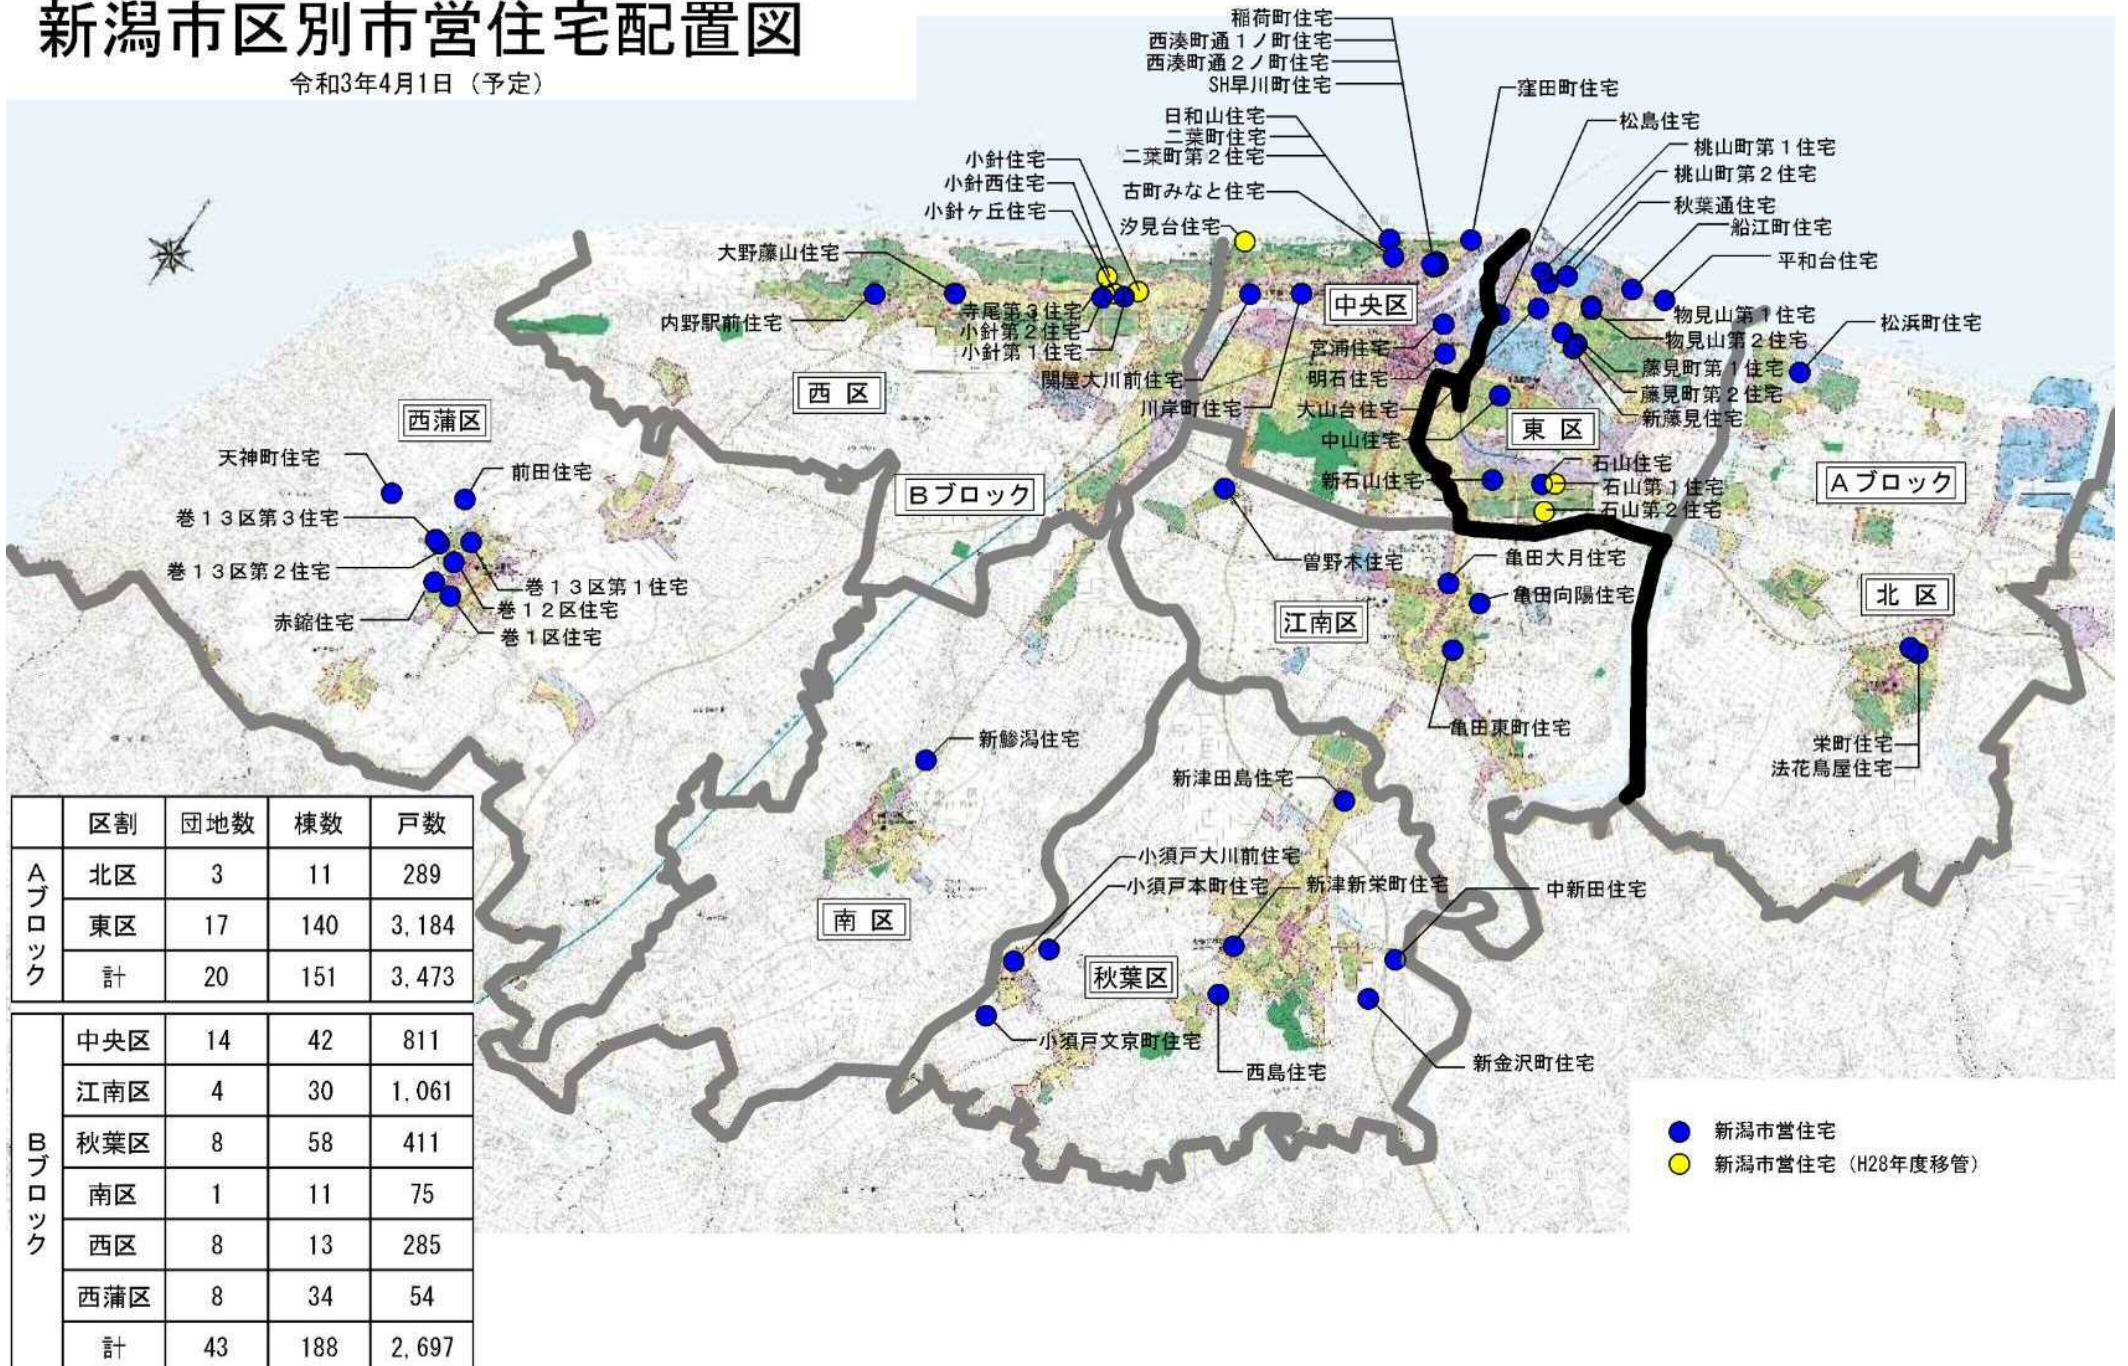 新潟市区別市営住宅配置図
令和3年4月1日（予定）
稲荷町住宅
西湊町通１ノ町住宅
西湊町通２ノ町住宅
SH早川町住宅
日和山住宅
二葉町住宅
二葉町第２住宅
古町みなと住宅
汐見台住宅
窪田町住宅
松島住宅
桃山町第１住宅
桃山町第２住宅
秋葉通住宅
船江町住宅
平和台住宅
小針住宅
小針西住宅
小針ヶ丘住宅
大野藤山住宅
内野駅前住宅
寺尾第３住宅
小針第２住宅
小針第１住宅
関屋大川前住宅
川岸町住宅
中央区
宮浦住宅
明石住宅
大山台住宅
中山住宅
新石山住宅
物見山第１住宅
物見山第２住宅
藤見町第１住宅
藤見町第２住宅
新藤見住宅
松浜町住宅
東区
石山住宅
石山第１住宅
石山第２住宅
Ａブロック
北区
栄町住宅
法花鳥屋住宅
西区
西蒲区
天神町住宅
前田住宅
巻１３区第３住宅
巻１３区第２住宅
赤鏥住宅
巻１３区第１住宅
巻１２区住宅
巻１区住宅
Ｂブロック
曽野木住宅
江南区
亀田大月住宅
亀田向陽住宅
亀田東町住宅
新鯵潟住宅
南区
新津田島住宅
小須戸大川前住宅
小須戸本町住宅
新津新栄町住宅
中新田住宅
秋葉区
小須戸文京町住宅
西島住宅
新金沢町住宅
区割 団地数 棟数 戸数
Ａブロック
北区 3 11 289
東区 17 140 3,184
計 20 151 3,473
Ｂブロック
中央区 14 42 811
江南区 4 30 1,061
秋葉区 8 58 411
南区 1 11 75
西区 8 13 285
西蒲区 8 34 54
計 43 188 2,697
新潟市営住宅
新潟市営住宅（H28年度移管）